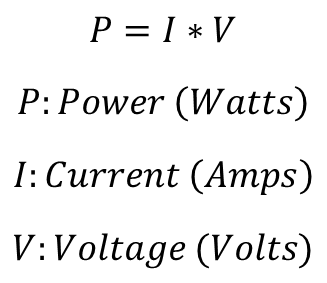 P = I * V
P: Power (Watts)
I: Current (Amps)
V: Voltage (Volts)